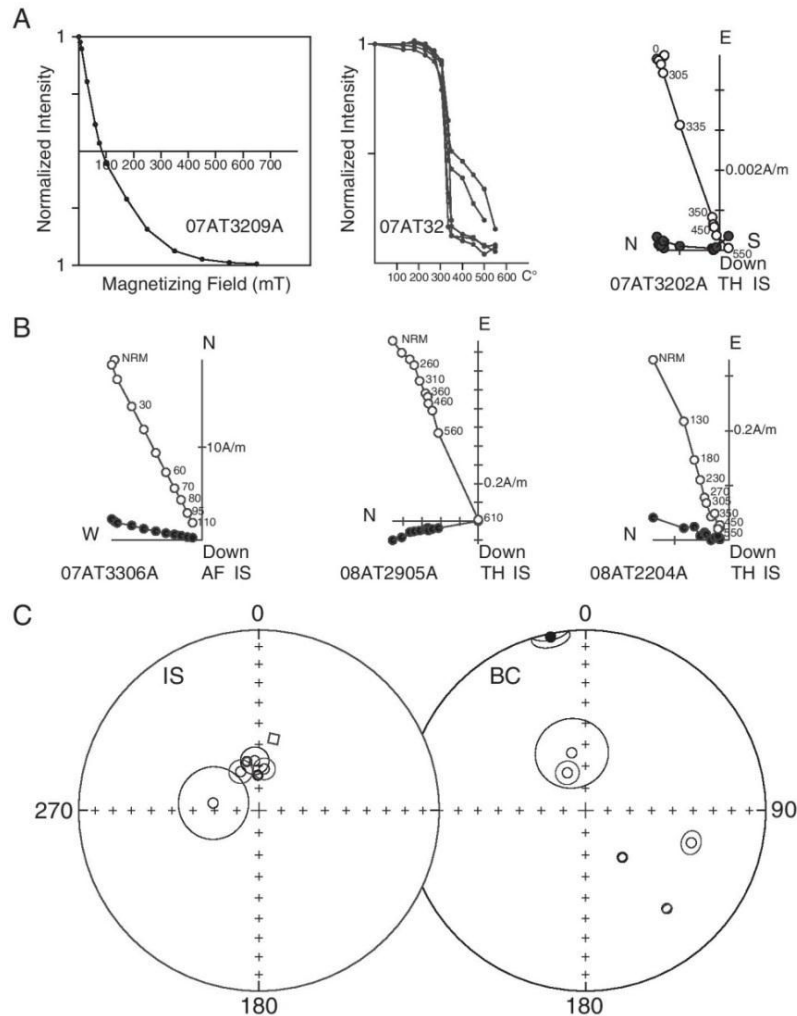 A
1
Normalized Intensity
100 200 300 400 500 600 700
07AT3209A
1
Magnetizing Field (mT)
1
Normalized Intensity
07AT32
100 200 300 400 500 600
C°
E
0
305
335
0.002A/m
350
450
N
S
550
Down
07AT3202A TH IS
B
N
NRM
30
10A/m
60
70
80
95
110
W
Down
07AT3306A AF IS
E
NRM
260
310
360
460
560
0.2A/m
N
610
Down
08AT2905A TH IS
E
NRM
130
0.2A/m
180
230
270
305
350
450
550
N
Down
08AT2204A TH IS
C
0
0
IS
BC
270
90
180
180